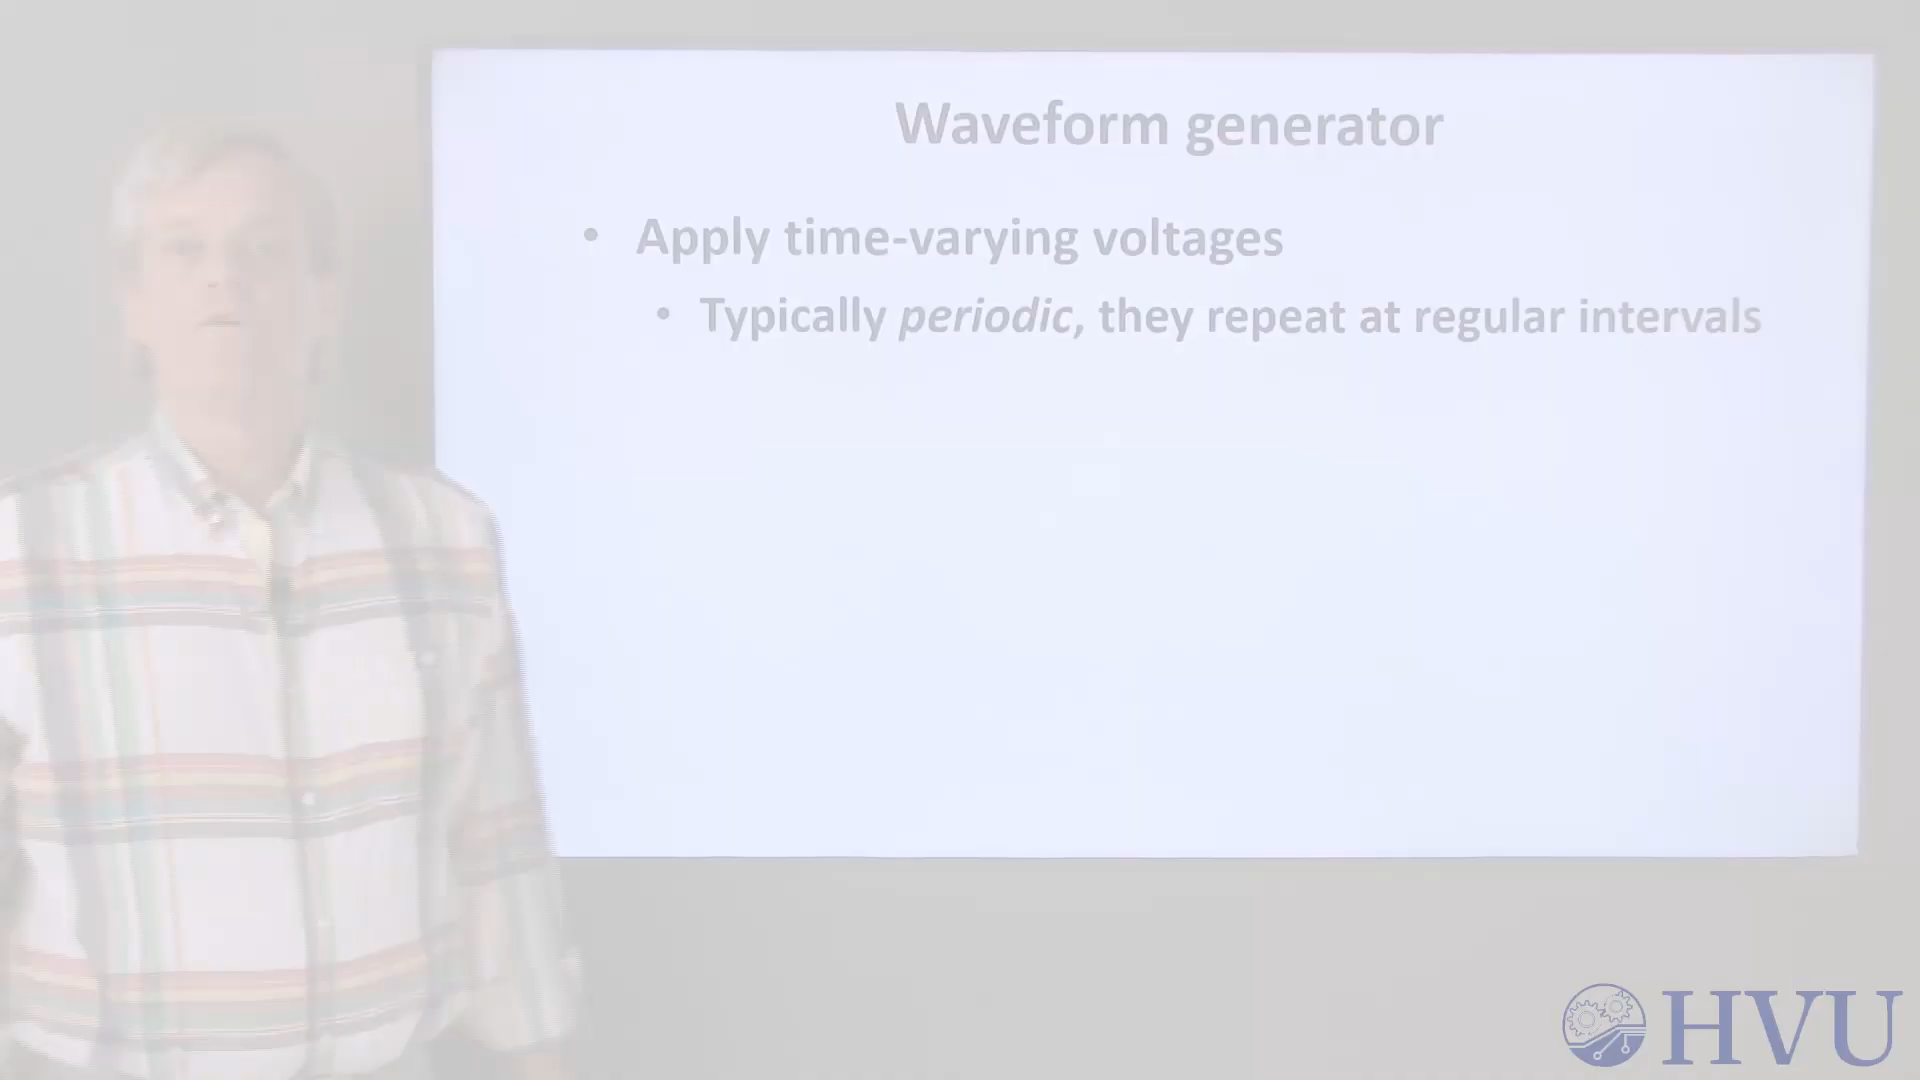 Waveform generator
• Apply time-varying voltages
• Typically periodic, they repeat at regular intervals
HVU